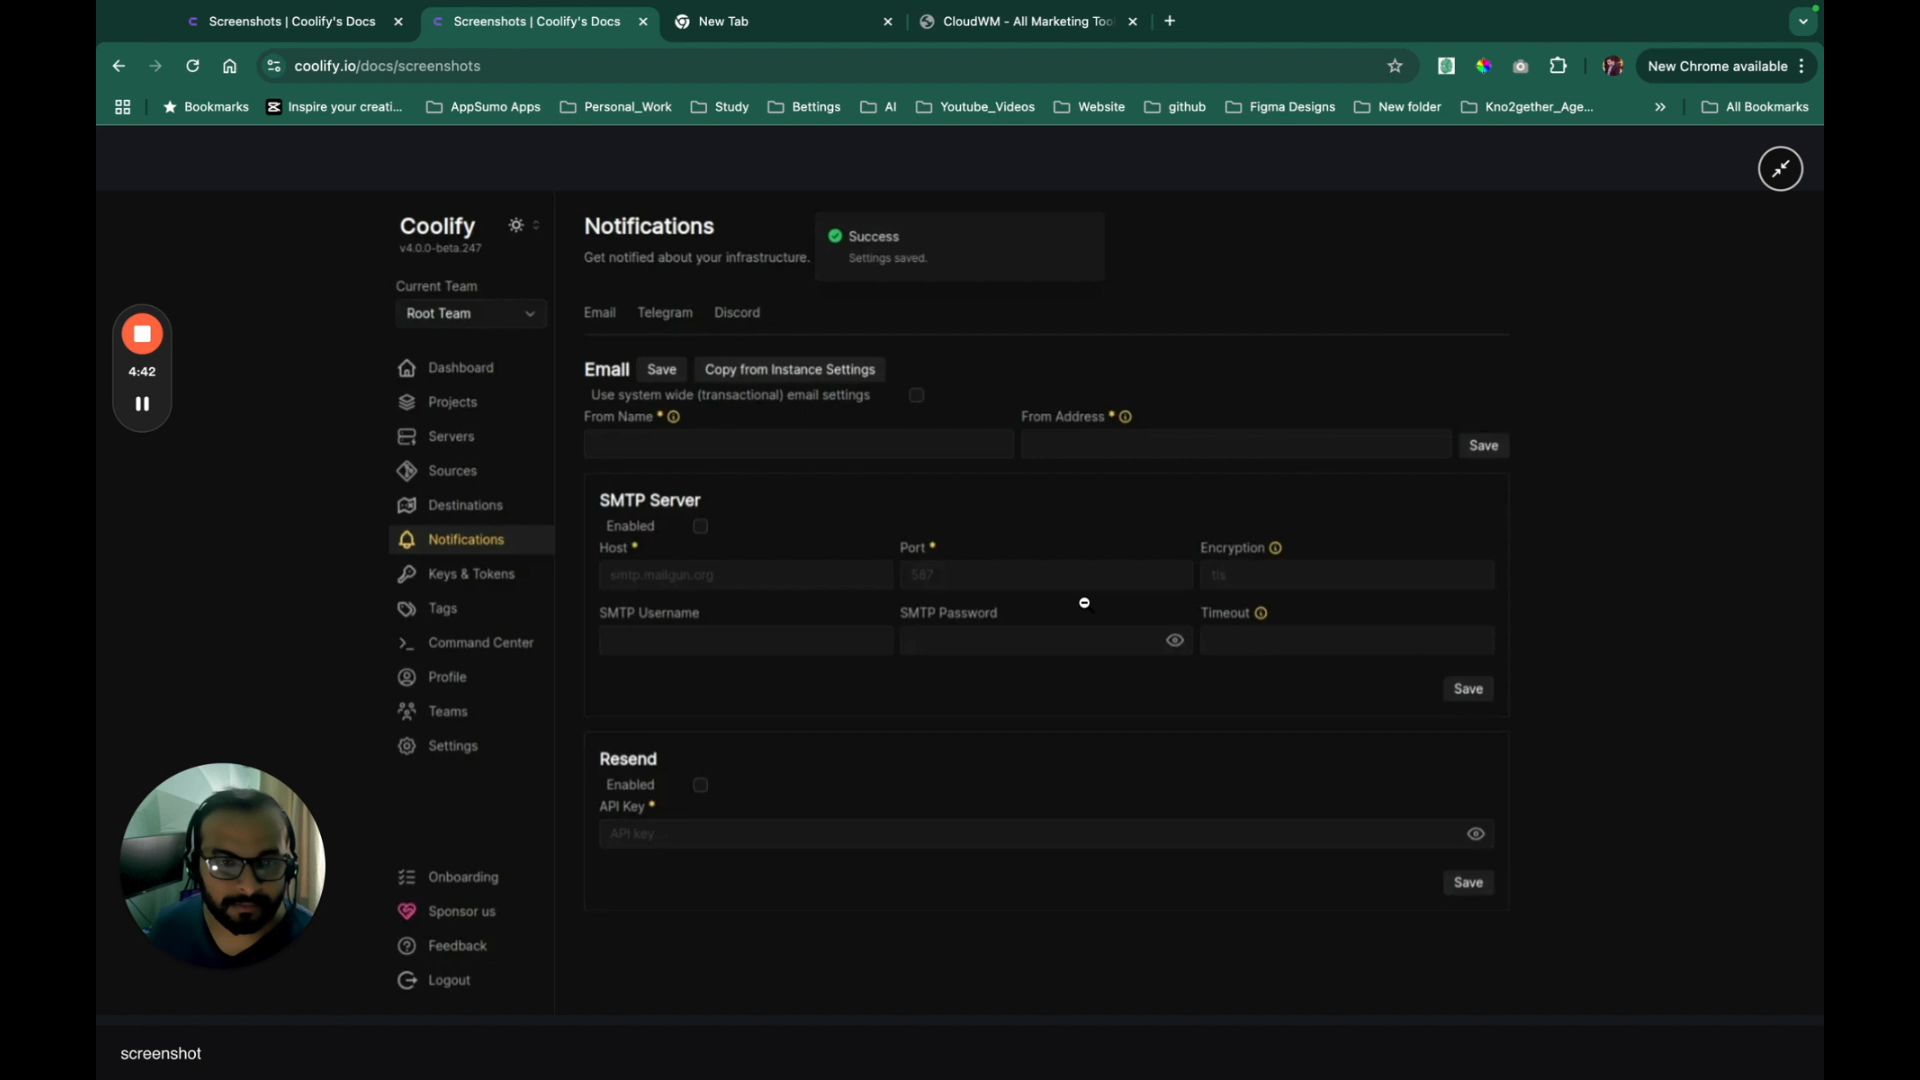 Screenshots | Coolify's Docs
Screenshots | Coolify's Docs
New Tab
CloudWM - All Marketing Too
coolify.io/docs/screenshots
New Chrome available
Bookmarks
Inspire your creati...
AppSumo Apps
Personal_Work
Study
Bettings
AI
Youtube_Videos
Website
github
Figma Designs
New folder
Kno2gether_Age...
All Bookmarks
Coolify
v4.0.0-beta.247
Current Team
Root Team
Dashboard
Projects
Servers
Sources
Destinations
Notifications
Keys & Tokens
Tags
Command Center
Profile
Teams
Settings
Onboarding
Sponsor us
Feedback
Logout
4:42
Notifications
Get notified about your infrastructure.
Success
Settings saved.
Email Telegram Discord
Email Save Copy from Instance Settings
Use system wide (transactional) email settings
From Name * From Address *
Save
SMTP Server
Enabled
Host * Port * Encryption
smtp.mailgun.org 587 tls
SMTP Username SMTP Password Timeout
Save
Resend
Enabled
API Key *
API key
Save
screenshot